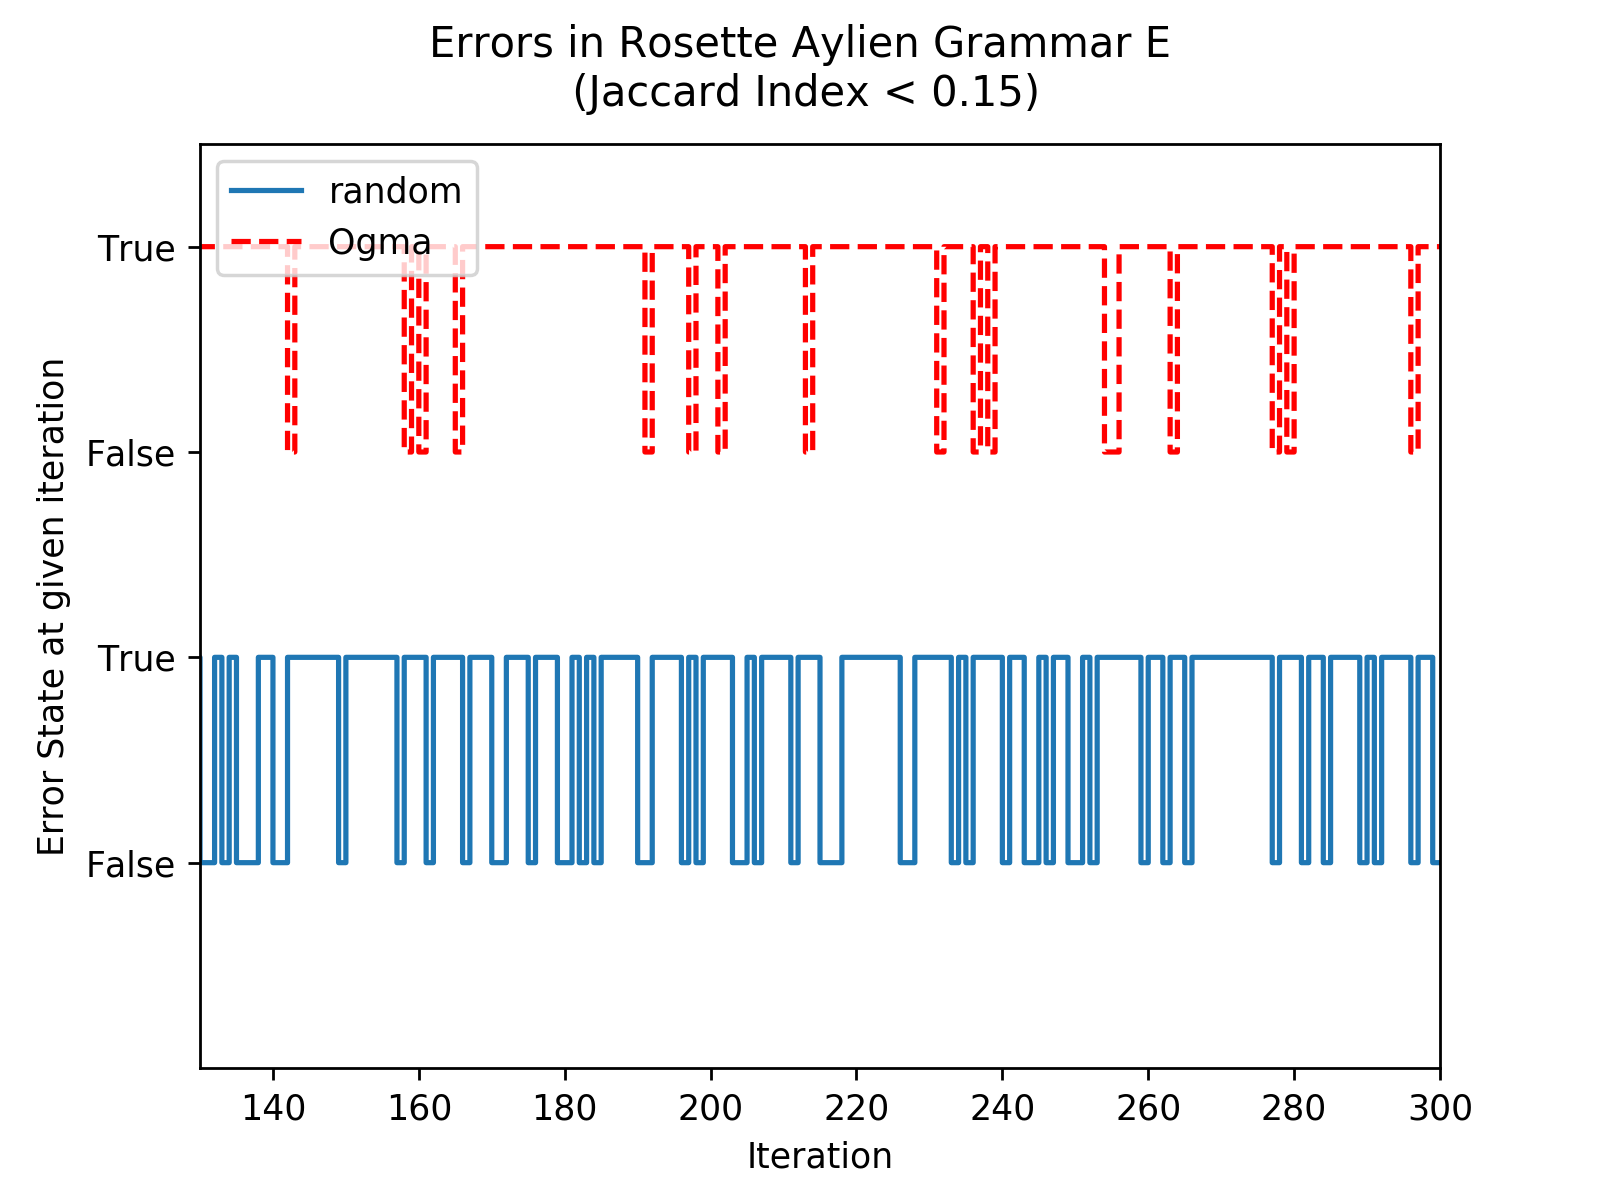 Errors in Rosette Aylien Grammar E
(Jaccard Index < 0.15)
random
Ogma
True
False
True
False
Error State at given iteration
140 160 180 200 220 240 260 280 300
Iteration